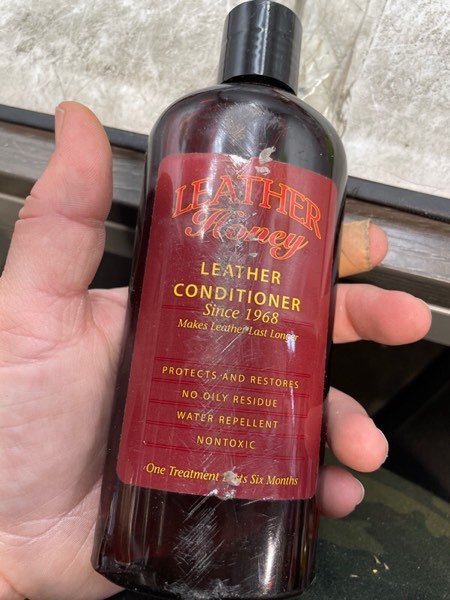 LEATHER
Honey
LEATHER
CONDITIONER
Since 1968
Makes Leather Last Longer
PROTECTS AND RESTORES
NO OILY RESIDUE
WATER REPELLENT
NONTOXIC
One Treatment Lasts Six Months